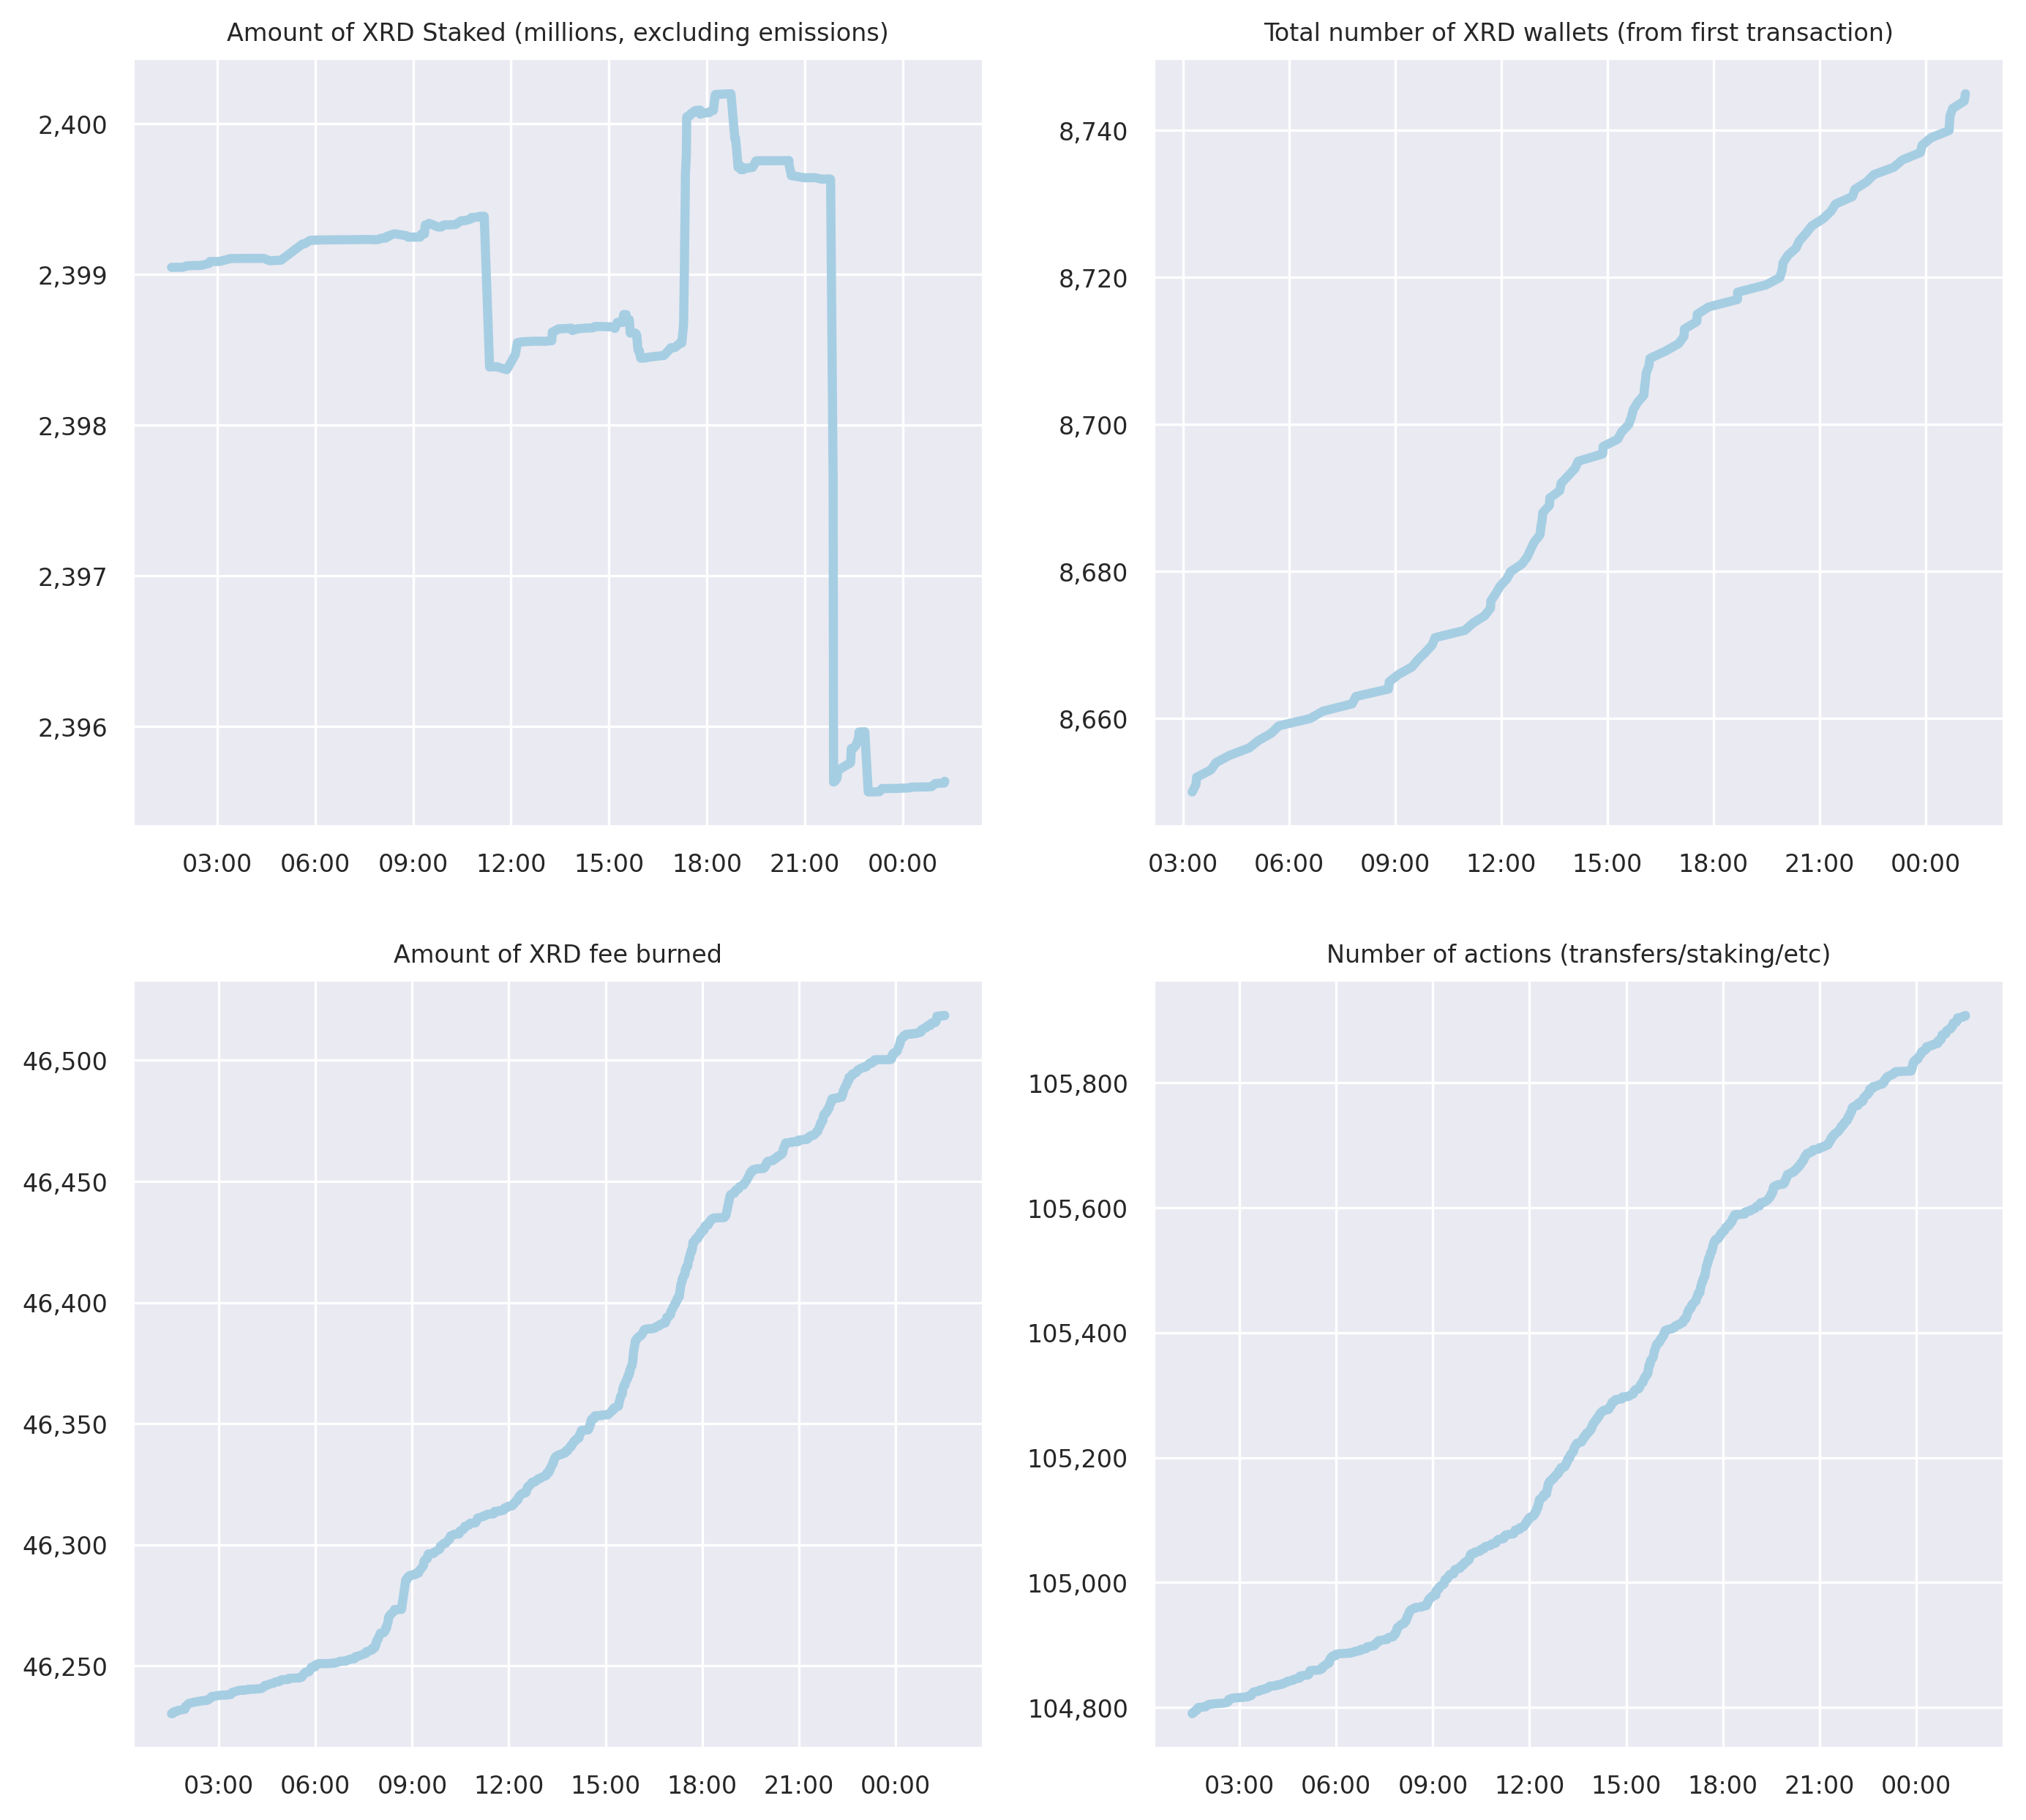 Amount of XRD Staked (millions, excluding emissions)
2,400
2,399
2,398
2,397
2,396
03:00 06:00 09:00 12:00 15:00 18:00 21:00 00:00
Total number of XRD wallets (from first transaction)
8,740
8,720
8,700
8,680
8,660
03:00 06:00 09:00 12:00 15:00 18:00 21:00 00:00
Amount of XRD fee burned
46,500
46,450
46,400
46,350
46,300
46,250
03:00 06:00 09:00 12:00 15:00 18:00 21:00 00:00
Number of actions (transfers/staking/etc)
105,800
105,600
105,400
105,200
105,000
104,800
03:00 06:00 09:00 12:00 15:00 18:00 21:00 00:00